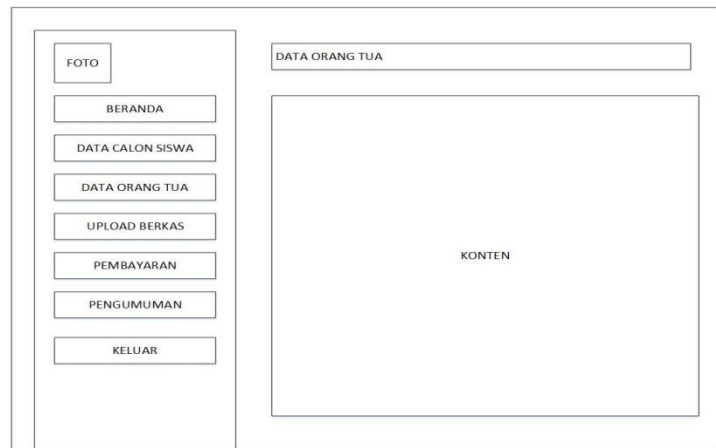 FOTO
BERANDA
DATA CALON SISWA
DATA ORANG TUA
UPLOAD BERKAS
PEMBAYARAN
PENGUMUMAN
KELUAR
DATA ORANG TUA
KONTEN